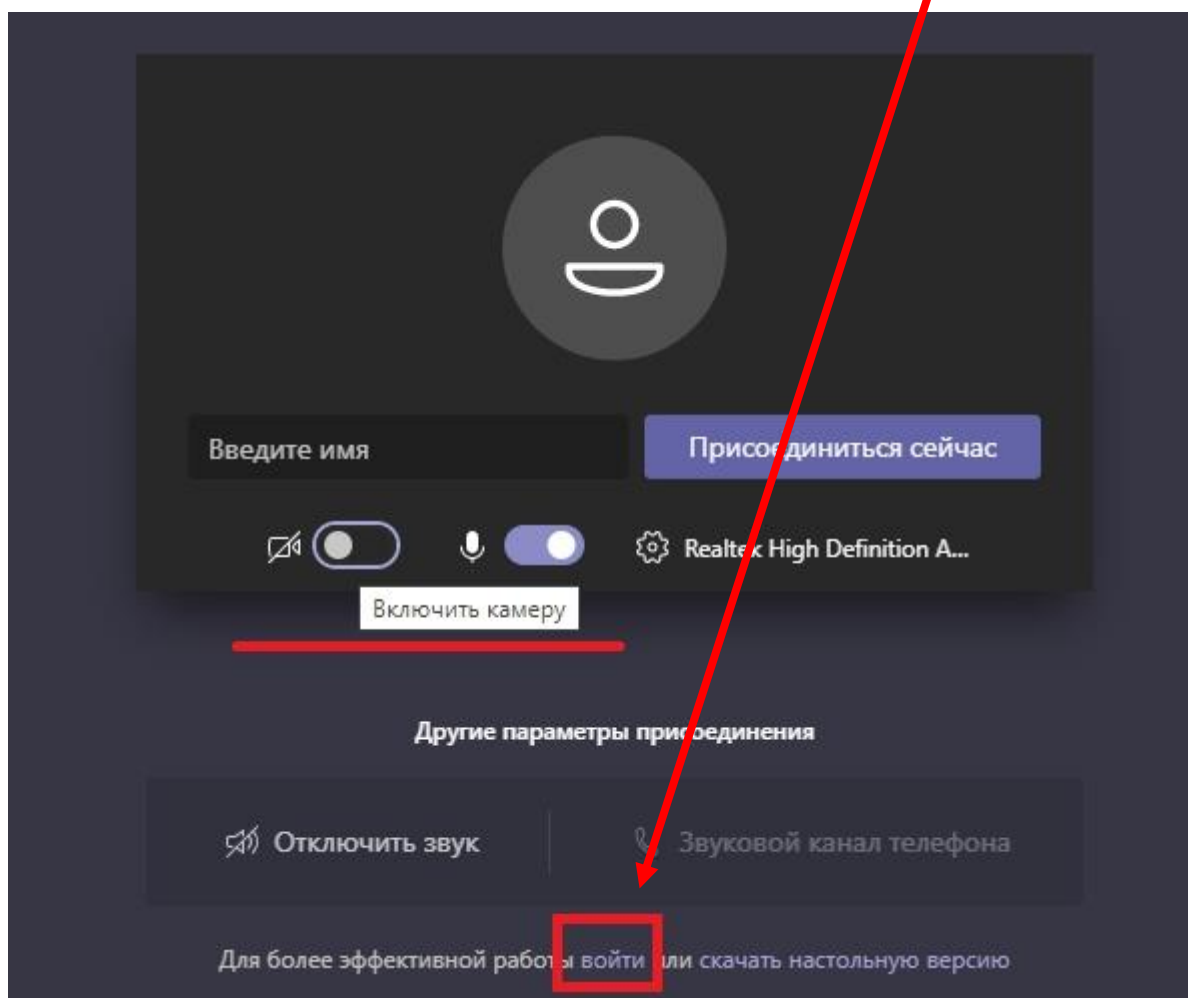 Введите имя
Присоединиться сейчас
Realtek High Definition A...
Включить камеру
Другие параметры присоединения
Отключить звук
Звуковой канал телефона
Для более эффективной работы войти или скачать настольную версию